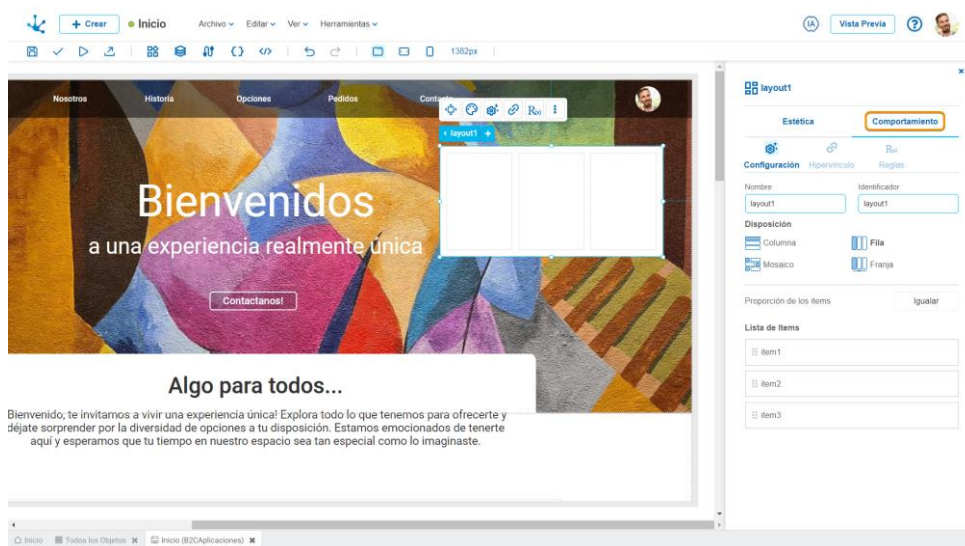 + Crear
Inicio
Archivo Editar Ver Herramientas
IA
Vista Previa
?
1382px
Nosotros Historia Opciones Pedidos Contacto
layout1 +
Bienvenidos
a una experiencia realmente única
Contactanos!
Algo para todos...
Bienvenido, te invitamos a vivir una experiencia única! Explora todo lo que tenemos para ofrecerte y
déjate sorprender por la diversidad de opciones a tu disposición. Estamos emocionados de tenerte
aquí y esperamos que tu tiempo en nuestro espacio sea tan especial como lo imaginaste.
layout1
Estética Comportamiento
Configuración Hipervínculo Reglas
Nombre Identificador
layout1 layout1
Disposición
Columna Fila
Mosaico Franja
Proporción de los items Igualar
Lista de Items
item1
item2
item3
Inicio Todos los Objetos Inicio (B2CAplicaciones)